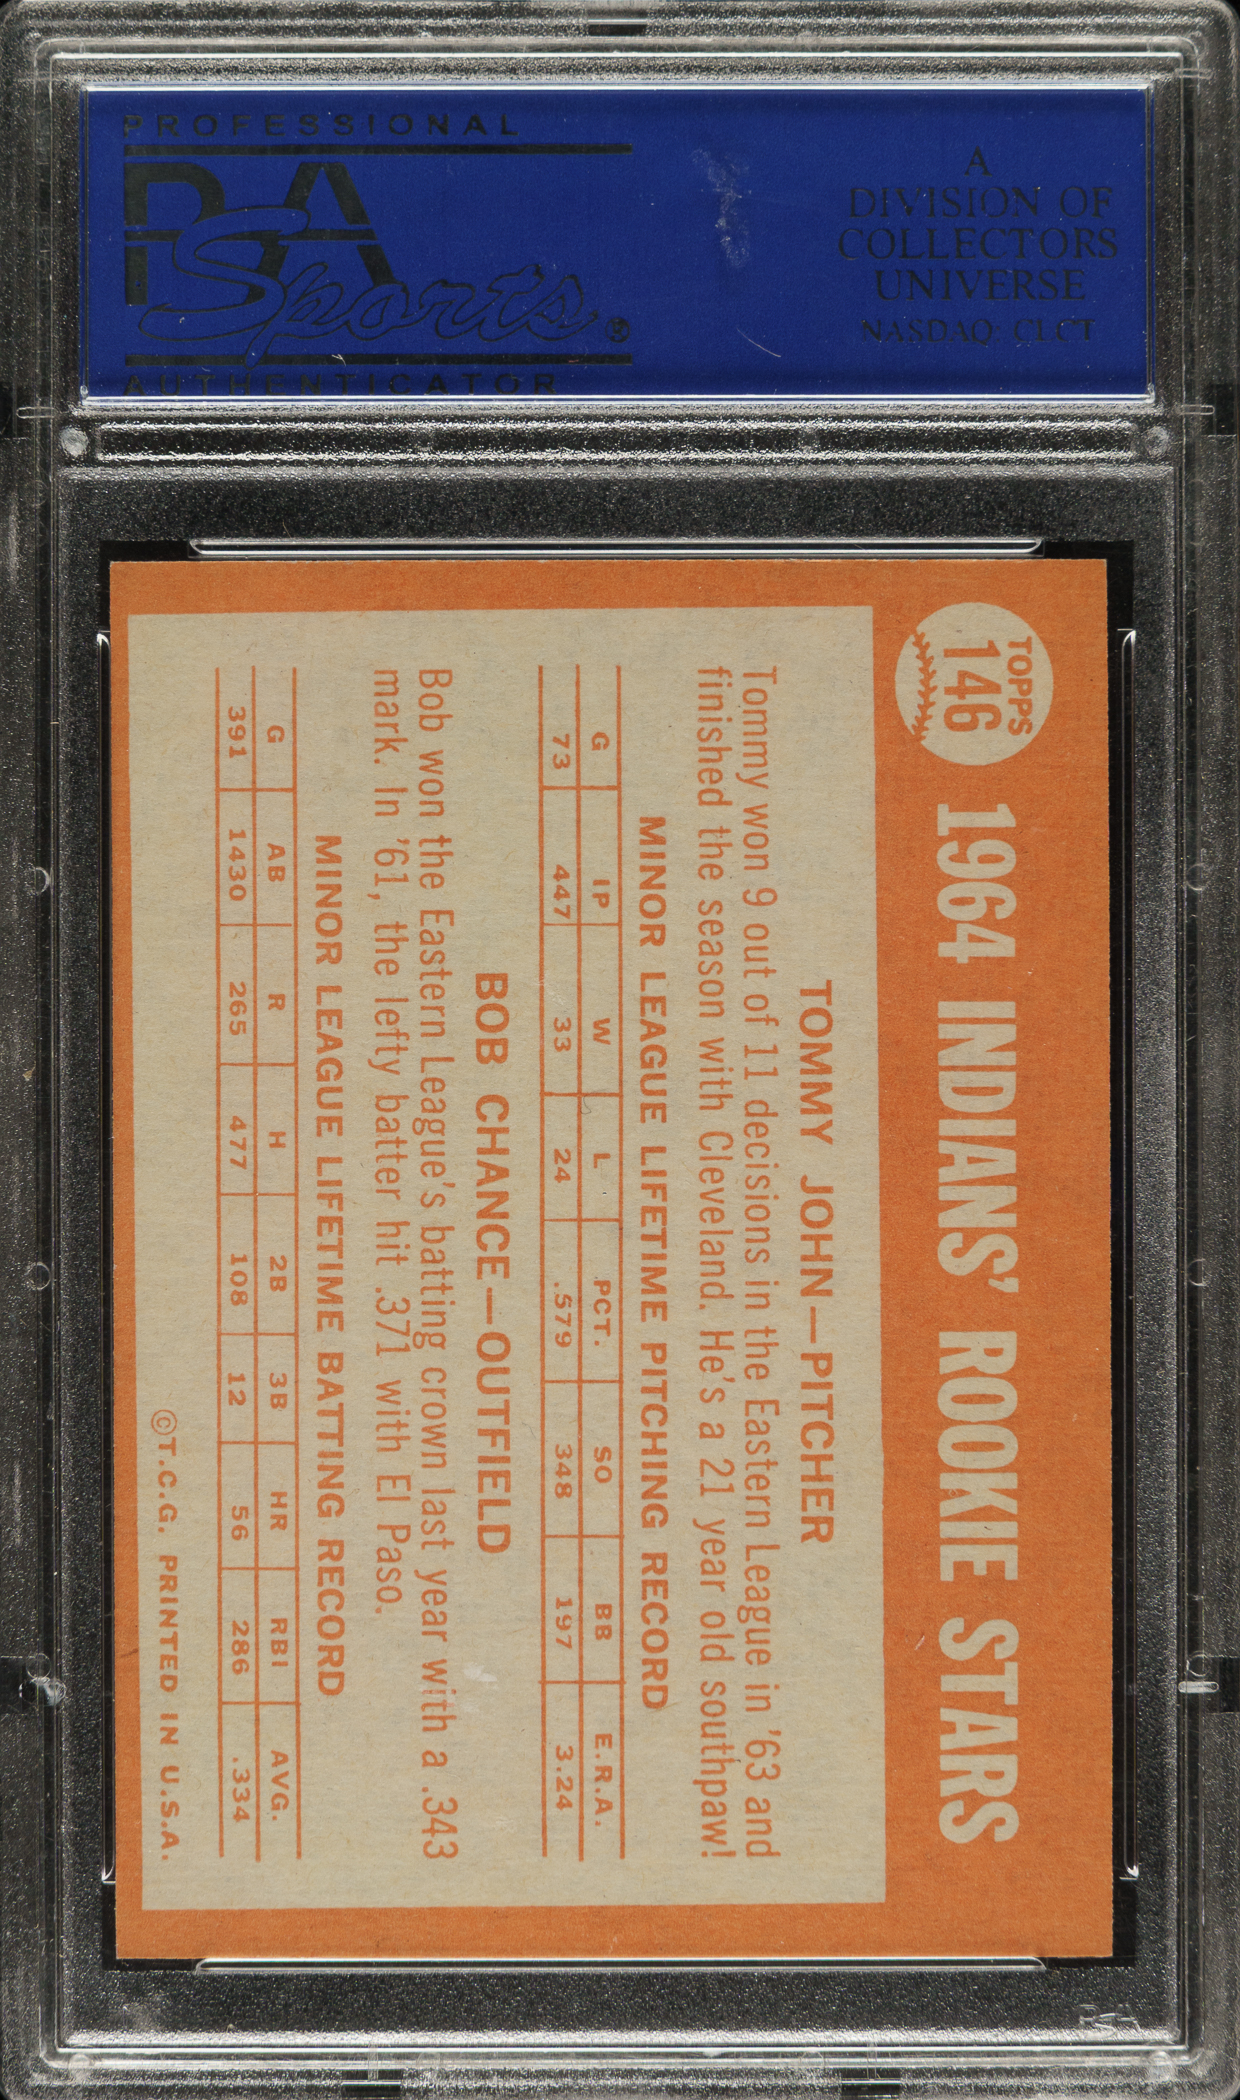 PROFESSIONAL
PSA
Sports
AUTHENTICATOR
A
DIVISION OF
COLLECTORS
UNIVERSE
NASDAQ: CLCT
TOPPS
146
1964 INDIANS' ROOKIE STARS
TOMMY JOHN—PITCHER
Tommy won 9 out of 11 decisions in the Eastern League in '63 and
finished the season with Cleveland. He's a 21 year old southpaw!
MINOR LEAGUE LIFETIME PITCHING RECORD
G IP W L PCT. SO BB E.R.A.
73 447 33 24 .579 348 197 3.24
BOB CHANCE—OUTFIELD
Bob won the Eastern League's batting crown last year with a .343
mark. In '61, the lefty batter hit .371 with El Paso.
MINOR LEAGUE LIFETIME BATTING RECORD
G AB R H 2B 3B HR RBI AVG.
391 1430 265 477 108 12 56 286 .334
©T.C.G. PRINTED IN U.S.A.
PSA